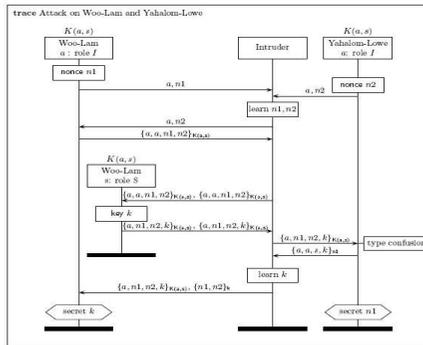 trace Attack on Woo-Lam and Yahalom-Lowe
K(a, s)
Woo-Lam
a : role I
Intruder
K(a, s)
Yahalom-Lowe
a: role I
nonce n1
nonce n2
a, n1
a, n2
learn n1, n2
a, n2
{a, a, n1, n2}K(a,s)
K(a, s)
Woo-Lam
s: role S
{a, a, n1, n2}K(a,s), {a, a, n1, n2}K(a,s)
key k
{a, n1, n2, k}K(a,s), {a, n1, n2, k}K(a,s)
{a, n1, n2, k}K(a,s)
type confusion
{a, a, s, k}n1
learn k
{a, n1, n2, k}K(a,s), {n1, n2}k
secret k
secret n1